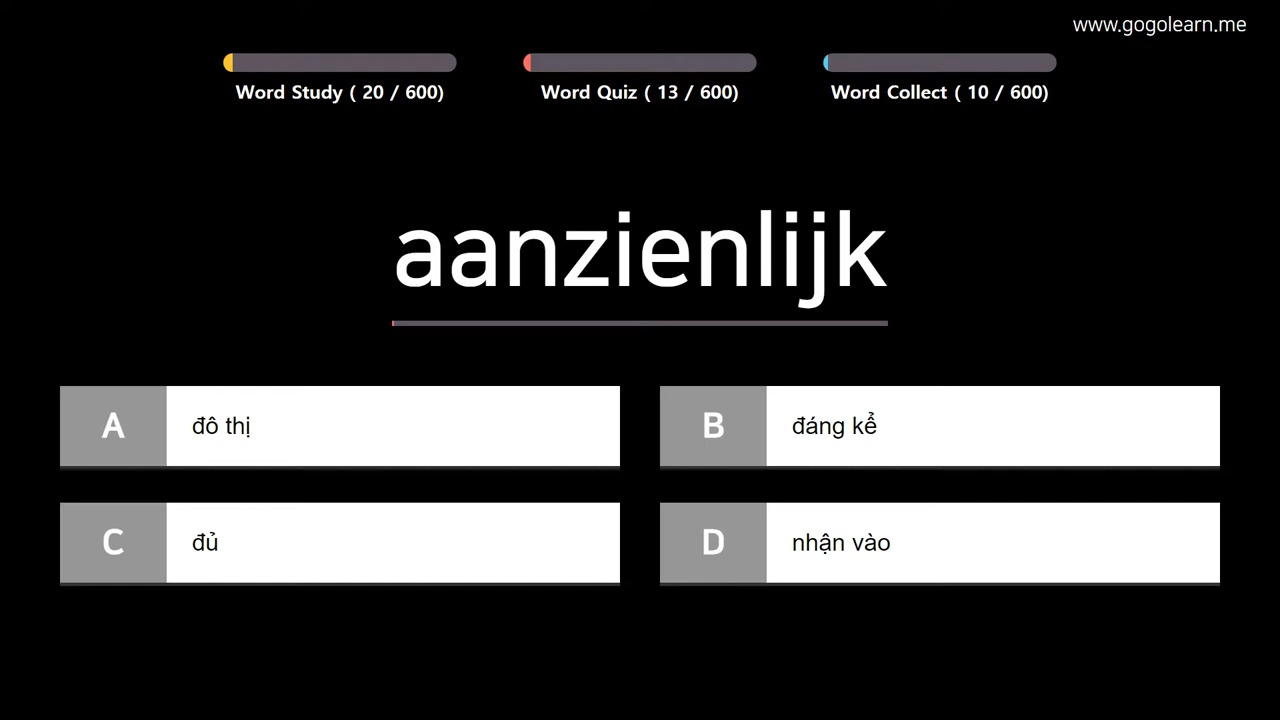 www.gogolearn.me
Word Study ( 20 / 600)
Word Quiz ( 13 / 600)
Word Collect ( 10 / 600)
aanzienlijk
A đô thị
B đáng kể
C đủ
D nhận vào